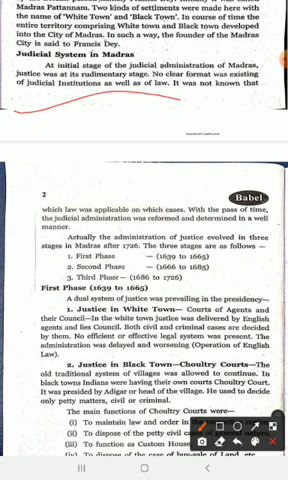 Madras Pattannam. Two kinds of settlements were made here with
the name of 'White Town' and 'Black Town'. In course of time the
entire territory comprising White town and Black town developed
into the City of Madras. In such a way, the founder of the Madras
City is said to Francis Dey.
Judicial System in Madras
At initial stage of the judicial administration of Madras,
justice was at its rudimentary stage. No clear format was existing
of judicial Institutions as well as of law. It was not known that
2
Babel
which law was applicable on which cases. With the pass of time,
the judicial administration was reformed and determined in a well
manner.
Actually the administration of justice evolved in three
stages in Madras after 1726. The three stages are as follows —
1. First Phase — (1639 to 1665)
2. Second Phase — (1666 to 1685)
3. Third Phase — (1686 to 1726)
First Phase (1639 to 1665)
A dual system of justice was prevailing in the presidency—
1. Justice in White Town— Courts of Agents and
their Council—In the white town justice was delivered by English
agents and lies Council. Both civil and criminal cases are decided
by them. No efficient or effective legal system was present. The
administration was delayed and worsening (Operation of English
Law).
2. Justice in Black Town—Choultry Courts—The
old traditional system of villages was allowed to continue. In
black towns Indians were having their own courts Choultry Court.
It was presided by Adigar or head of the village. He used to decide
only petty matters, civil or criminal.
The main functions of Choultry Courts were—
(i) To maintain law and order in the
(ii) To dispose of the petty civil
(iii) To function as Custom House
(iv) To dispose of the case of buy-sale of Land, etc.